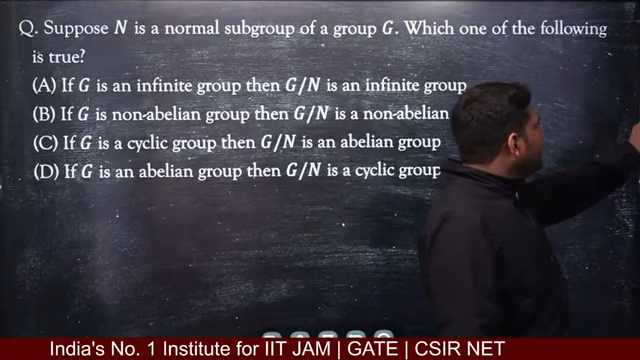 Q. Suppose N is a normal subgroup of a group G. Which one of the following
is true?
(A) If G is an infinite group then G/N is an infinite group
(B) If G is non-abelian group then G/N is a non-abelian
(C) If G is a cyclic group then G/N is an abelian group
(D) If G is an abelian group then G/N is a cyclic group
India's No. 1 Institute for IIT JAM | GATE | CSIR NET